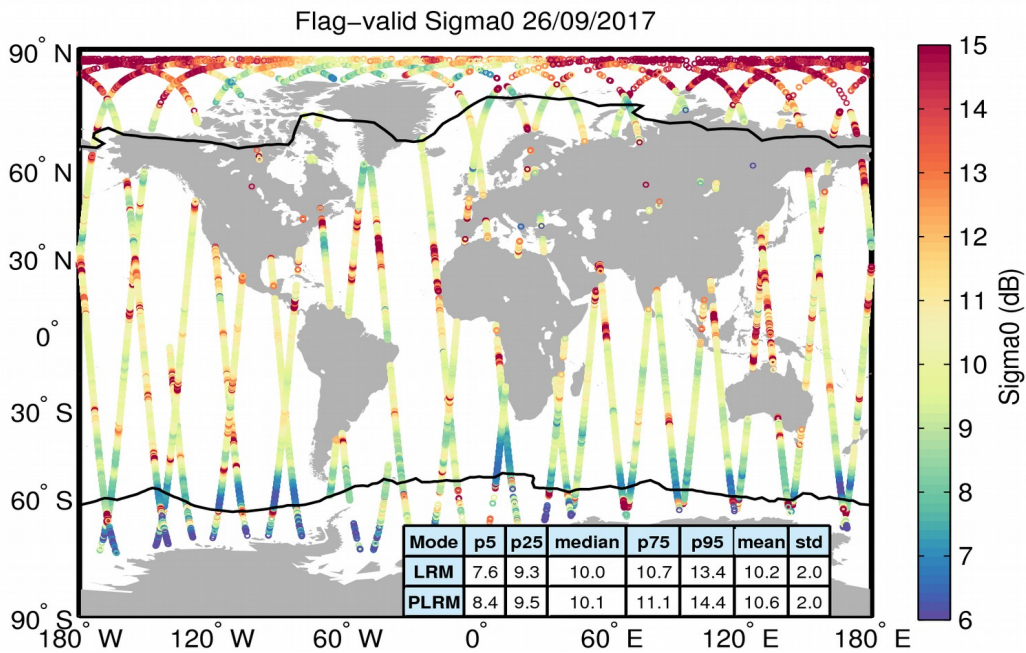 Flag−valid Sigma0 26/09/2017
90° N
60° N
30° N
0°
30° S
60° S
90° S
180° W
120° W
60° W
0°
60° E
120° E
180° E
Mode p5 p25 median p75 p95 mean std
LRM 7.6 9.3 10.0 10.7 13.4 10.2 2.0
PLRM 8.4 9.5 10.1 11.1 14.4 10.6 2.0
15
14
13
12
11
10
9
8
7
6
Sigma0 (dB)